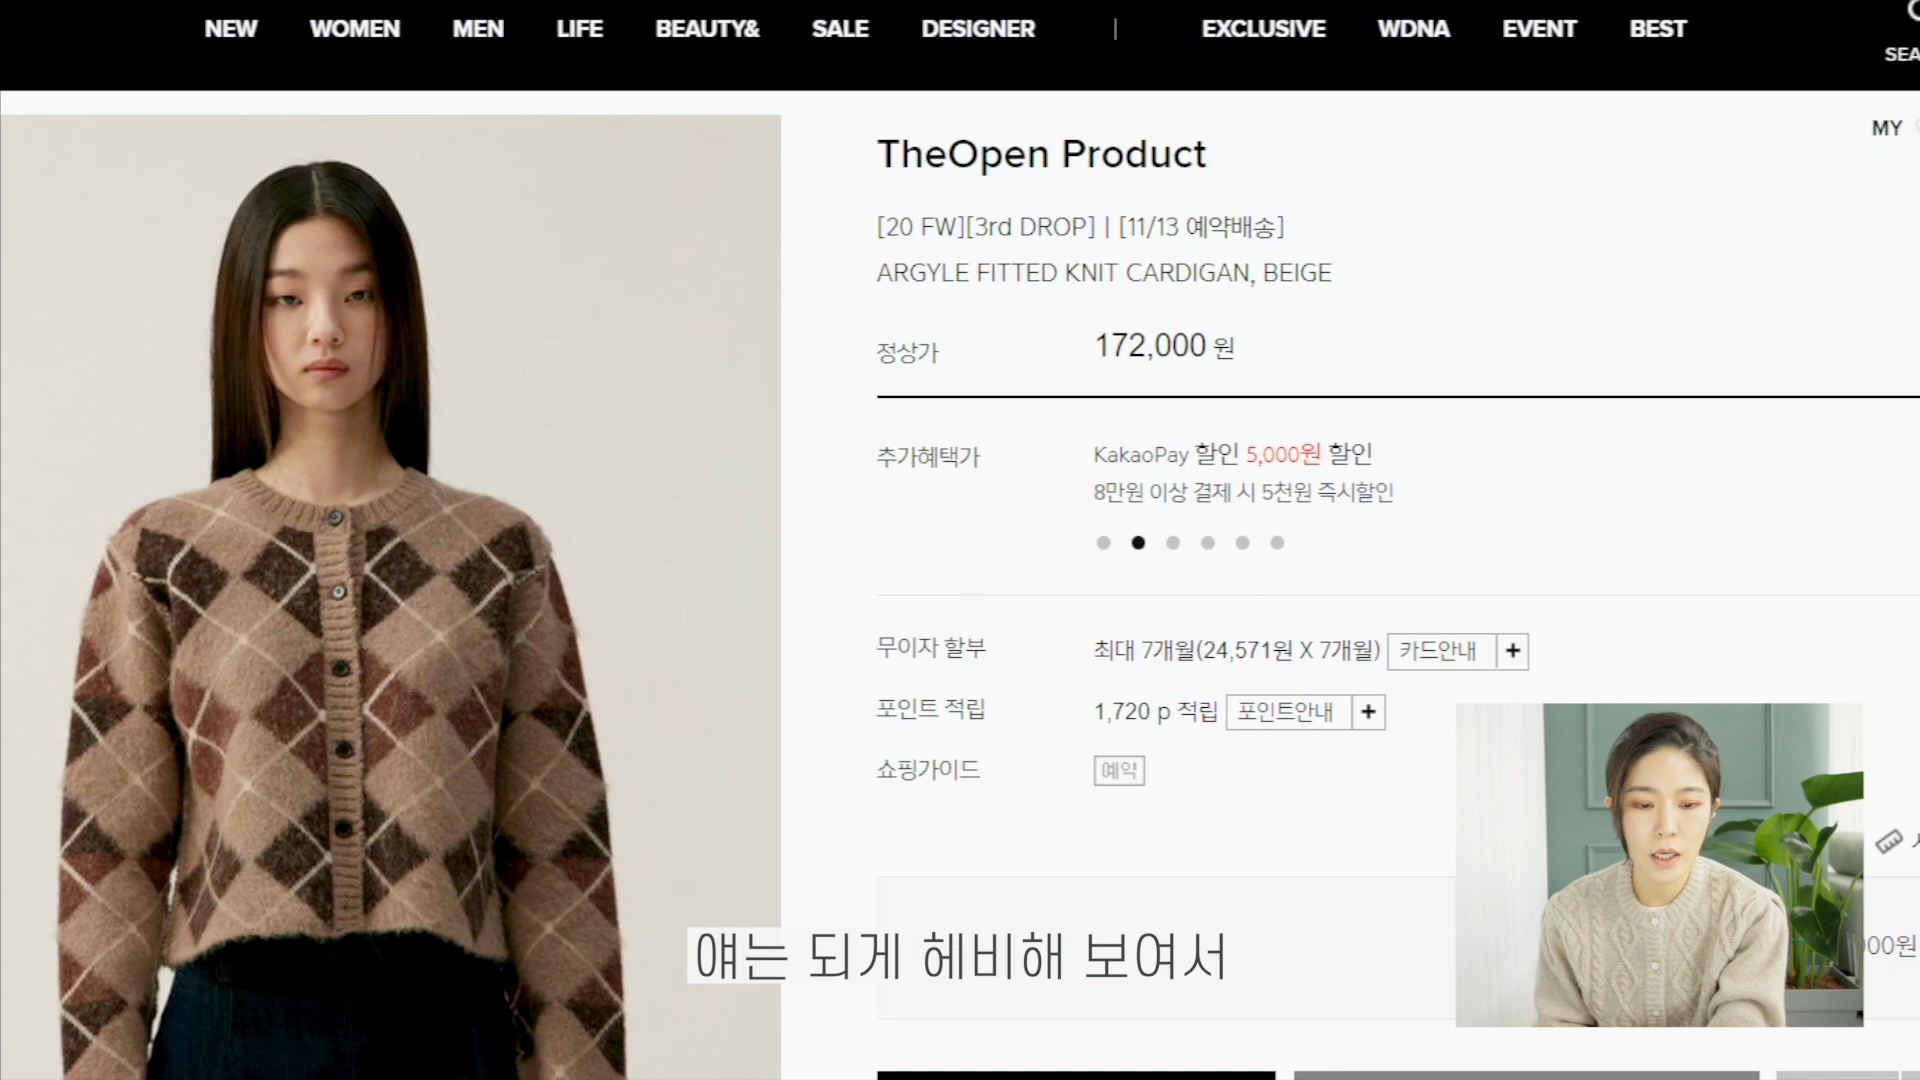 NEW WOMEN MEN LIFE BEAUTY& SALE DESIGNER | EXCLUSIVE WDNA EVENT BEST
MY
TheOpen Product
[20 FW][3rd DROP] | [11/13 예약배송]
ARGYLE FITTED KNIT CARDIGAN, BEIGE
정상가 172,000 원
추가혜택가 KakaoPay 할인 5,000원 할인
8만원 이상 결제 시 5천원 즉시할인
무이자 할부 최대 7개월(24,571원 X 7개월) 카드안내 +
포인트 적립 1,720 p 적립 포인트안내 +
쇼핑가이드 예약
얘는 되게 헤비해 보여서